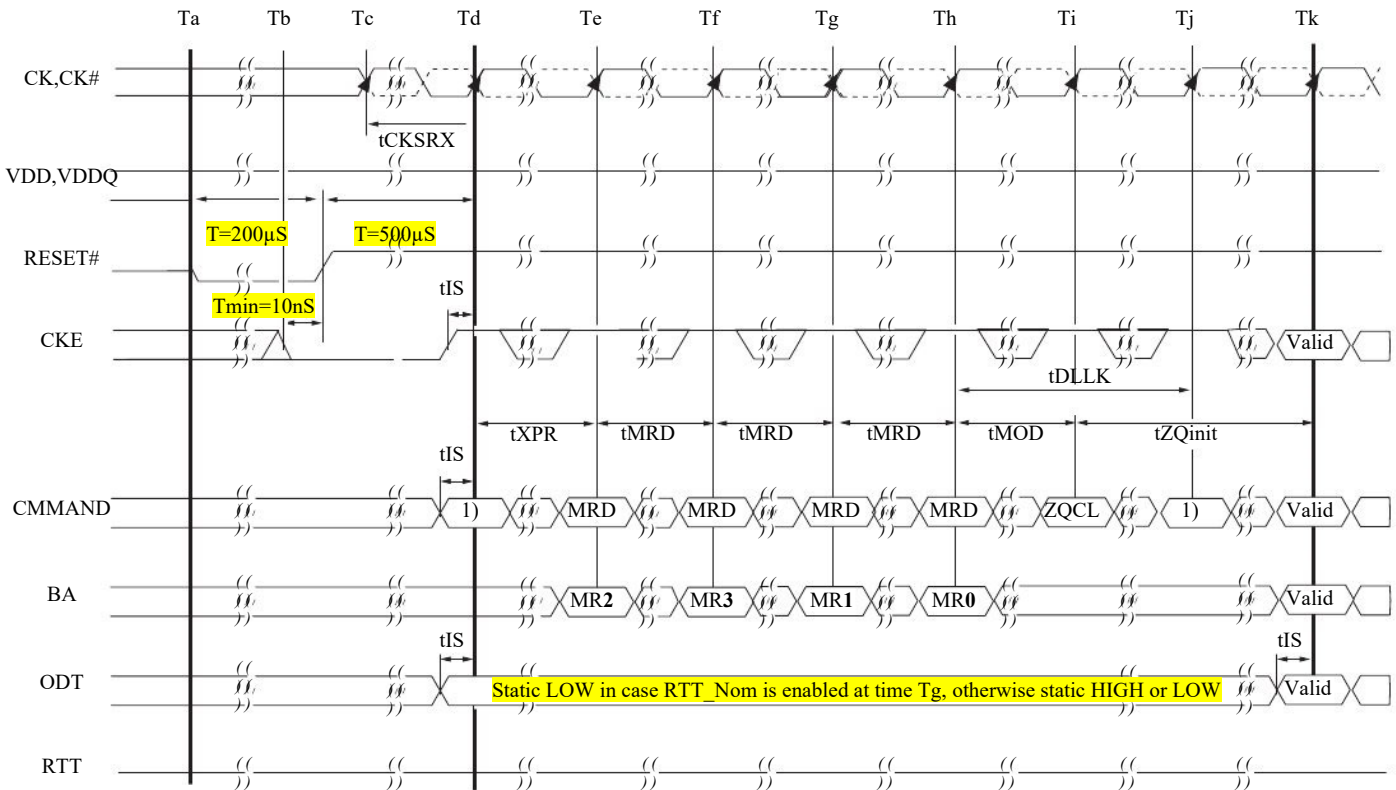 Ta Tb Tc Td Te Tf Tg Th Ti Tj Tk
CK,CK#
tCKSRX
VDD,VDDQ
T=200µS T=500µS
RESET#
Tmin=10nS tIS
CKE Valid
tDLLK
tXPR tMRD tMRD tMRD tMOD tZQinit
tIS
CMMAND 1) MRD MRD MRD MRD ZQCL 1) Valid
BA MR2 MR3 MR1 MR0 Valid
tIS tIS
ODT Static LOW in case RTT_Nom is enabled at time Tg, otherwise static HIGH or LOW Valid
RTT